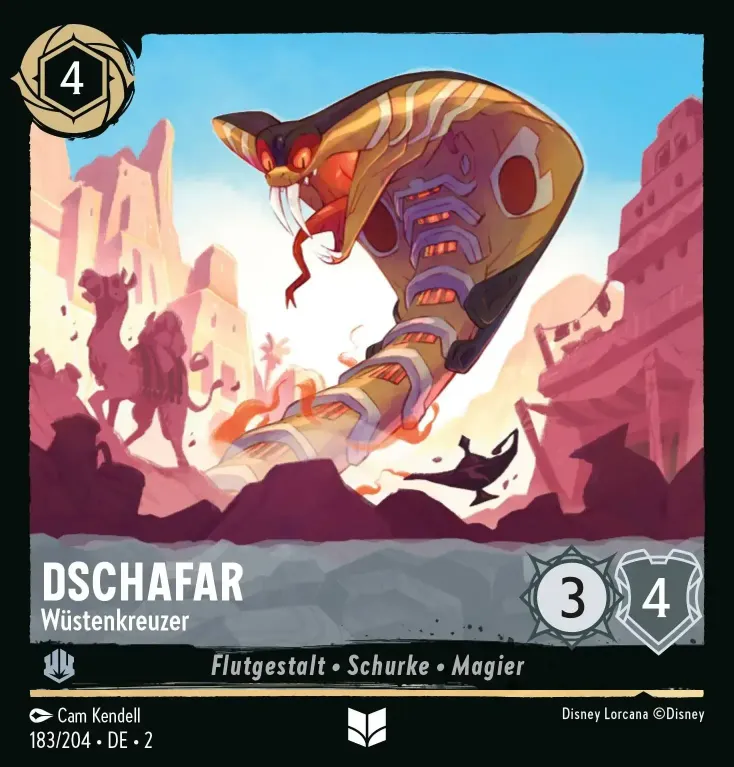 4
DSCHAFAR
Wüstenkreuzer
3
4
Flutgestalt • Schurke • Magier
Cam Kendell
Disney Lorcana ©Disney
183/204 • DE • 2